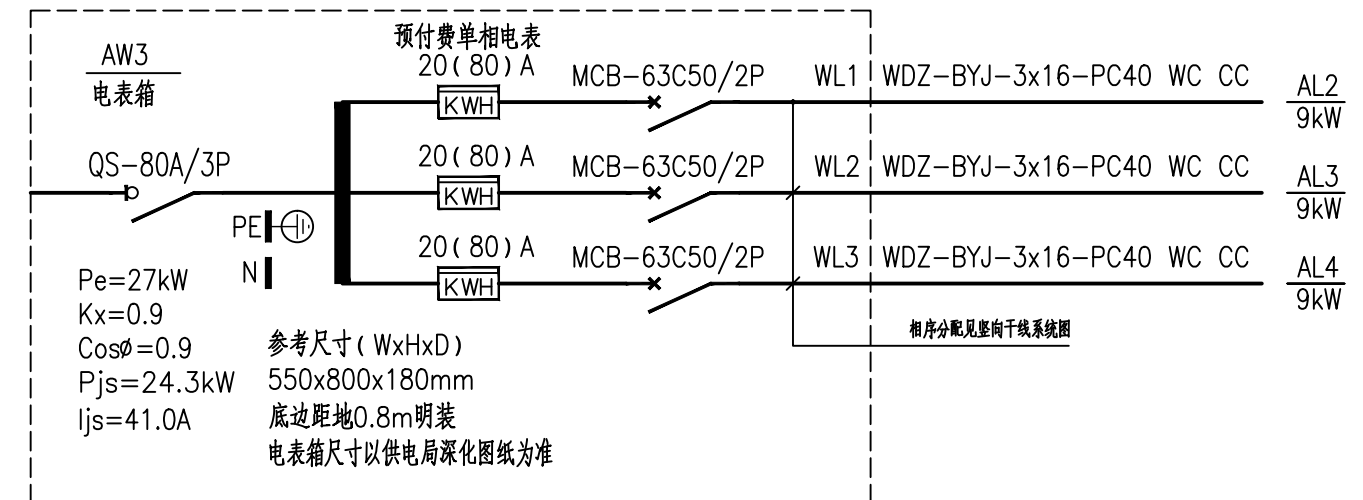 AW3
电表箱
预付费单相电表
20(80)A
KWH
MCB-63C50/2P
WL1
WDZ-BYJ-3x16-PC40 WC CC
AL2
9kW
QS-80A/3P
20(80)A
KWH
MCB-63C50/2P
WL2
WDZ-BYJ-3x16-PC40 WC CC
AL3
9kW
PE
N
20(80)A
KWH
MCB-63C50/2P
WL3
WDZ-BYJ-3x16-PC40 WC CC
AL4
9kW
相序分配见竖向干线系统图
Pe=27kW
Kx=0.9
Cosø=0.9
Pjs=24.3kW
Ijs=41.0A
参考尺寸(WxHxD)
550x800x180mm
底边距地0.8m明装
电表箱尺寸以供电局深化图纸为准